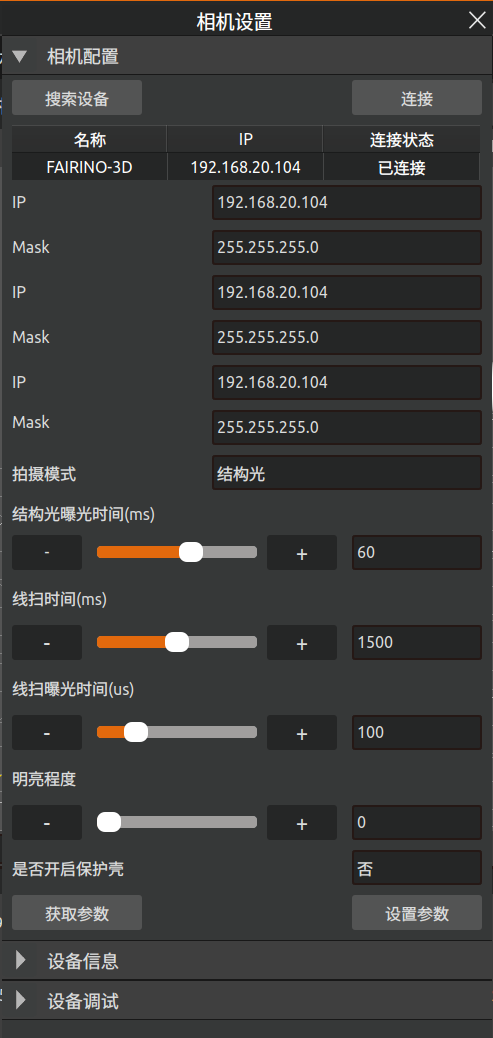 相机设置
相机配置
搜索设备 连接
名称 IP 连接状态
FAIRINO-3D 192.168.20.104 已连接
IP 192.168.20.104
Mask 255.255.255.0
IP 192.168.20.104
Mask 255.255.255.0
IP 192.168.20.104
Mask 255.255.255.0
拍摄模式 结构光
结构光曝光时间(ms)
- + 60
线扫时间(ms)
- + 1500
线扫曝光时间(us)
- + 100
明亮程度
- + 0
是否开启保护壳 否
获取参数 设置参数
设备信息
设备调试